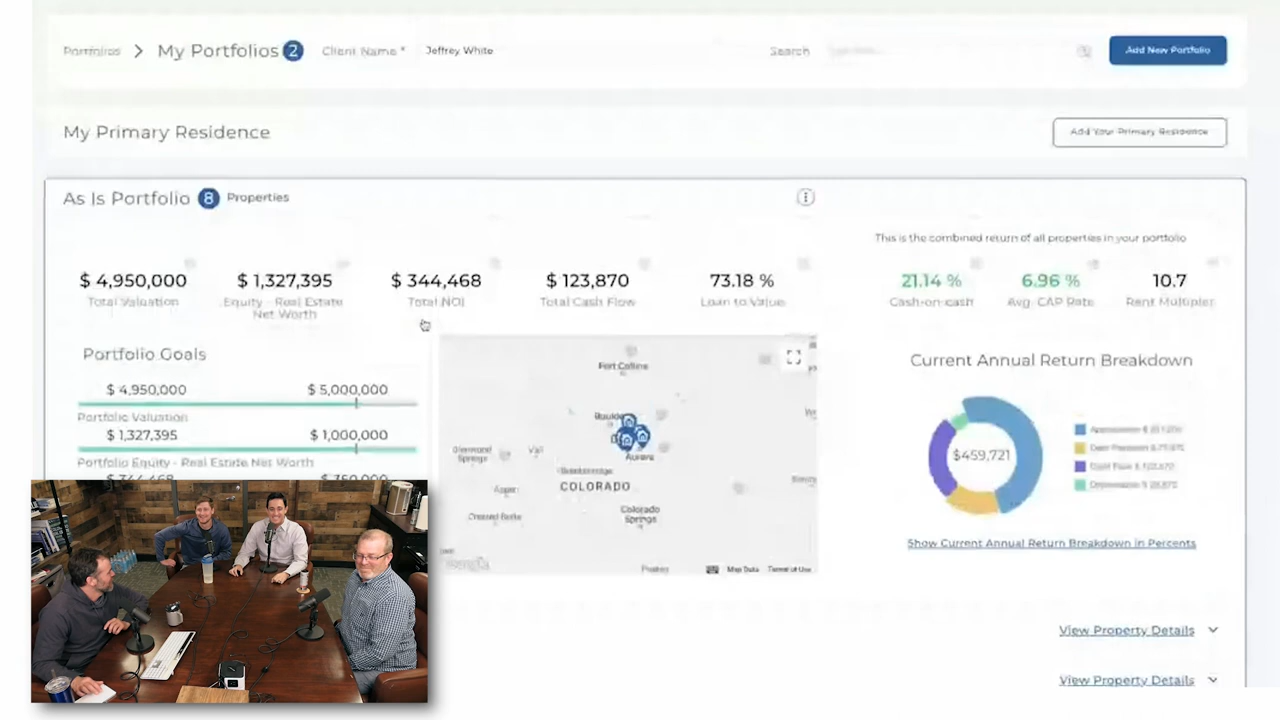 Portfolios > My Portfolios 2 Client Name * Jeffrey White Search Add New Portfolio
My Primary Residence Add Your Primary Residence
As Is Portfolio 8 Properties
This is the combined return of all properties in your portfolio
$ 4,950,000 $ 1,327,395 $ 344,468 $ 123,870 73.18 % 21.14 % 6.96 % 10.7
Total Valuation Equity - Real Estate Net Worth Total NOI Total Cash Flow Loan to Value Cash-on-cash Avg. CAP Rate Rent Multiplier
Portfolio Goals
$ 4,950,000 $ 5,000,000
Portfolio Valuation
$ 1,327,395 $ 1,000,000
Portfolio Equity - Real Estate Net Worth
$ 344,468 $ 350,000
Fort Collins
Boulder
Aurora
Glenwood Springs
Vail
Breckenridge
COLORADO
Aspen
Crested Butte
Colorado Springs
Pueblo
Map Data Terms of Use
Current Annual Return Breakdown
$459,721
Show Current Annual Return Breakdown in Percents
View Property Details
View Property Details